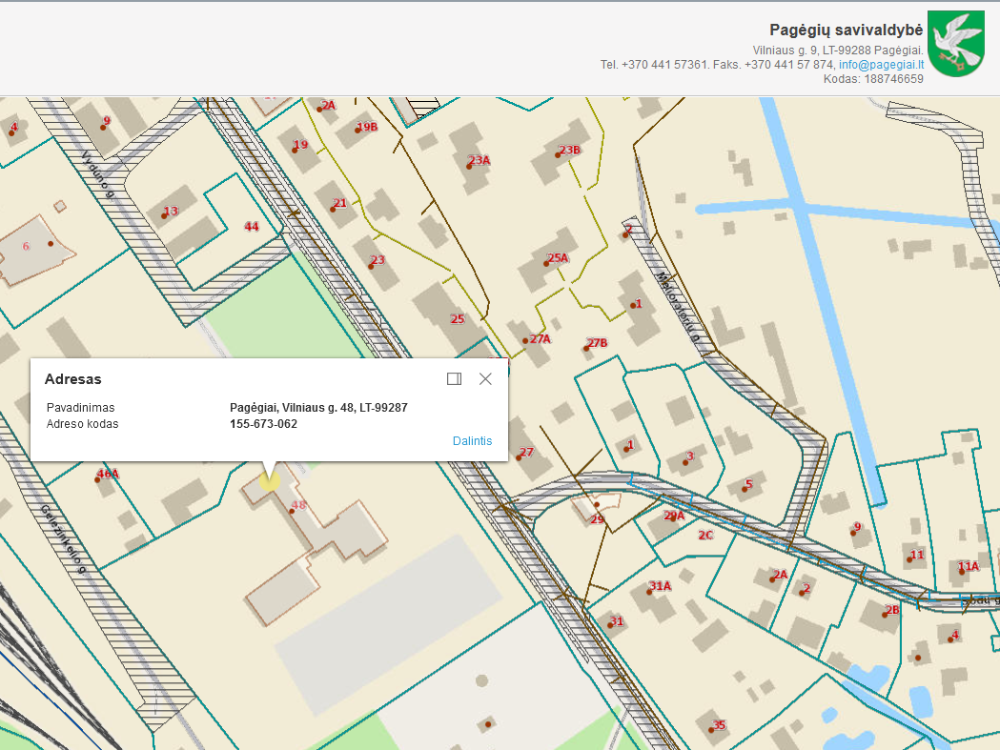 Pagėgių savivaldybė
Vilniaus g. 9, LT-99288 Pagėgiai.
Tel. +370 441 57361. Faks. +370 441 57 874, info@pagegiai.lt
Kodas: 188746659
4
9
2A
19B
19
23A
23B
Vydūno g.
13
21
44
2
6
23
25A
Melioratorių g.
25
1
27A
27B
Adresas
Pavadinimas
Pagėgiai, Vilniaus g. 48, LT-99287
Adreso kodas
155-673-062
Dalintis
27
1
3
46A
5
48
29
29A
2C
9
Geležinkelio g.
11
11A
2A
2
31A
2B
31
4
35